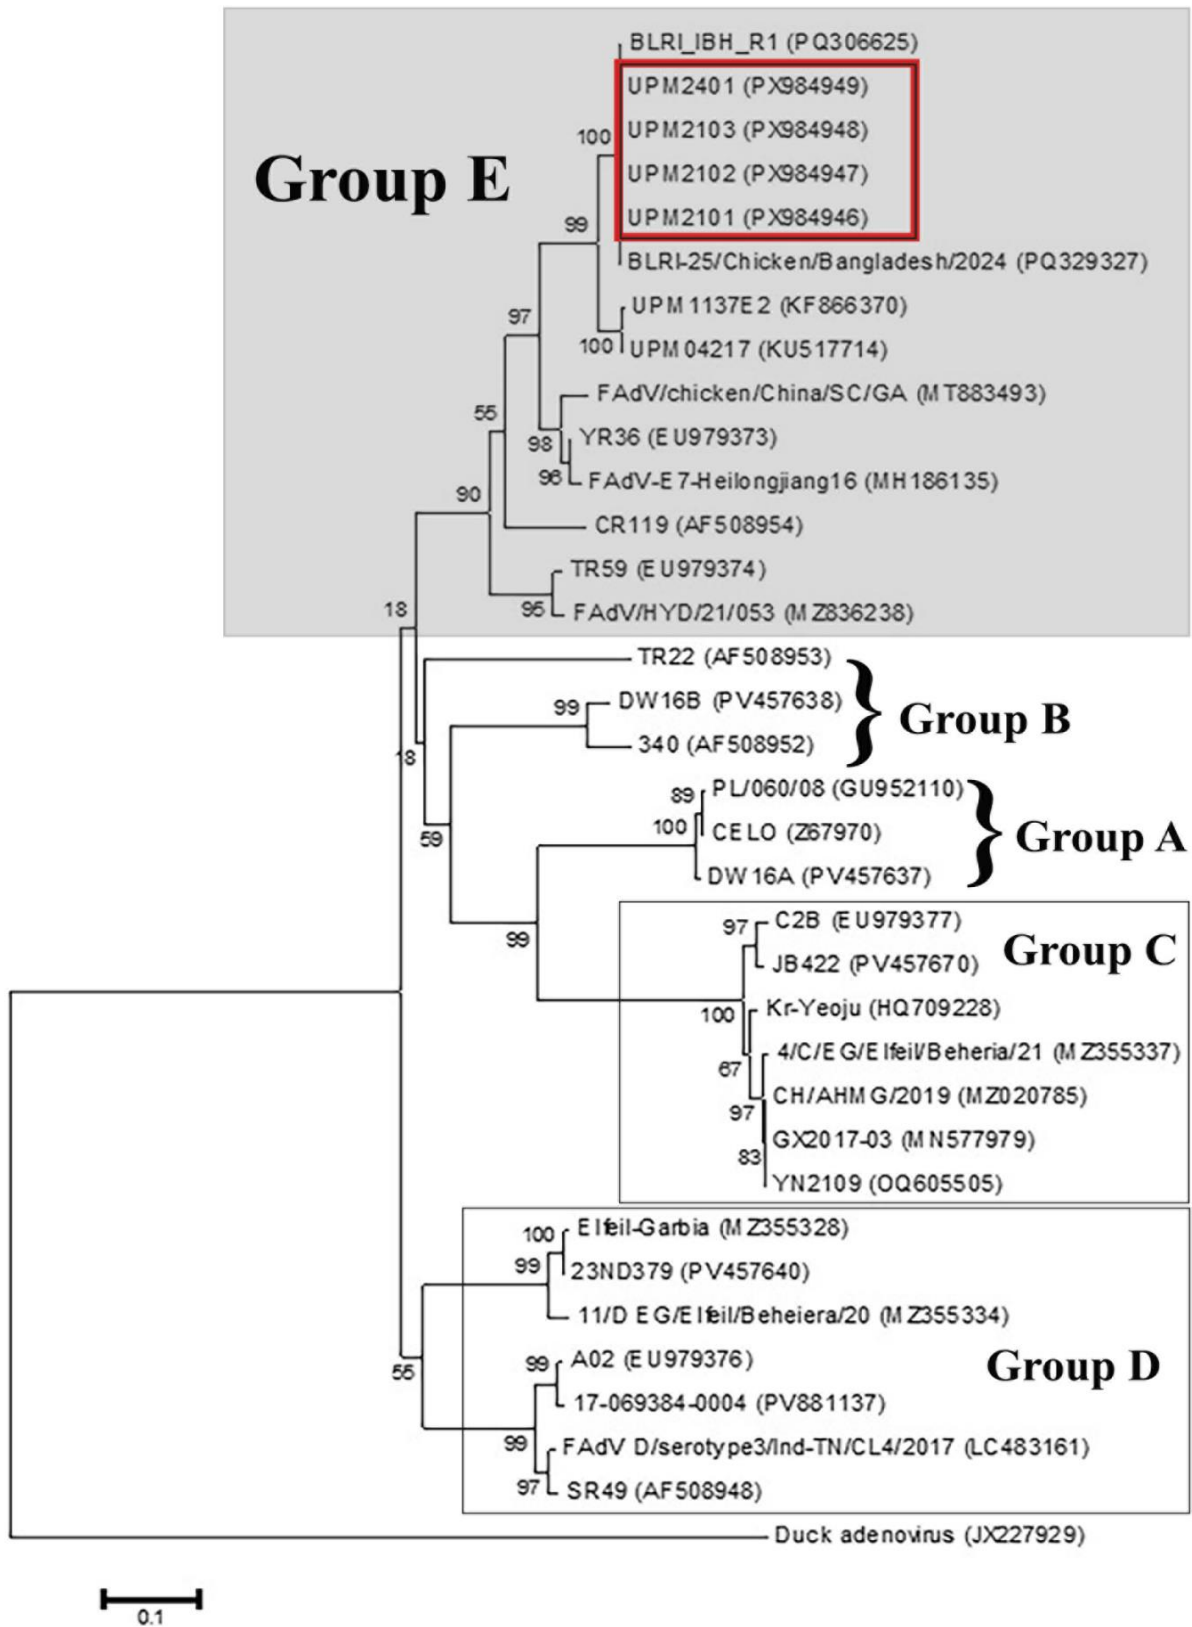 BLRI_IBH_R1 (PQ306625)
UPM2401 (PX984949)
100
UPM2103 (PX984948)
Group E
UPM2102 (PX984947)
99
UPM2101 (PX984946)
BLRI-25/Chicken/Bangladesh/2024 (PQ329327)
97
UPM1137E2 (KF866370)
100
UPM04217 (KU517714)
FAdV/chicken/China/SC/GA (MT883493)
55
98
YR36 (EU979373)
96
FAdV-E7-Heilongjiang16 (MH186135)
90
CR119 (AF508954)
TR59 (EU979374)
95
FAdV/HYD/21/053 (MZ836238)
18
TR22 (AF508953)
99
DW16B (PV457638)
Group B
340 (AF508952)
18
89
PL/060/08 (GU952110)
100
CELO (Z67970)
Group A
59
DW16A (PV457637)
97
C2B (EU979377)
99
JB422 (PV457670)
Group C
100
Kr-Yeoju (HQ709228)
4/C/EG/Elfeil/Beheria/21 (MZ355337)
67
CH/AHMG/2019 (MZ020785)
97
GX2017-03 (MN577979)
83
YN2109 (OQ605505)
100
Elfeil-Garbia (MZ355328)
99
23ND379 (PV457640)
11/D EG/Elfeil/Beheiera/20 (MZ355334)
55
99
A02 (EU979376)
Group D
17-069384-0004 (PV881137)
99
FAdV D/serotype3/Ind-TN/CL4/2017 (LC483161)
97
SR49 (AF508948)
Duck adenovirus (JX227929)
0.1